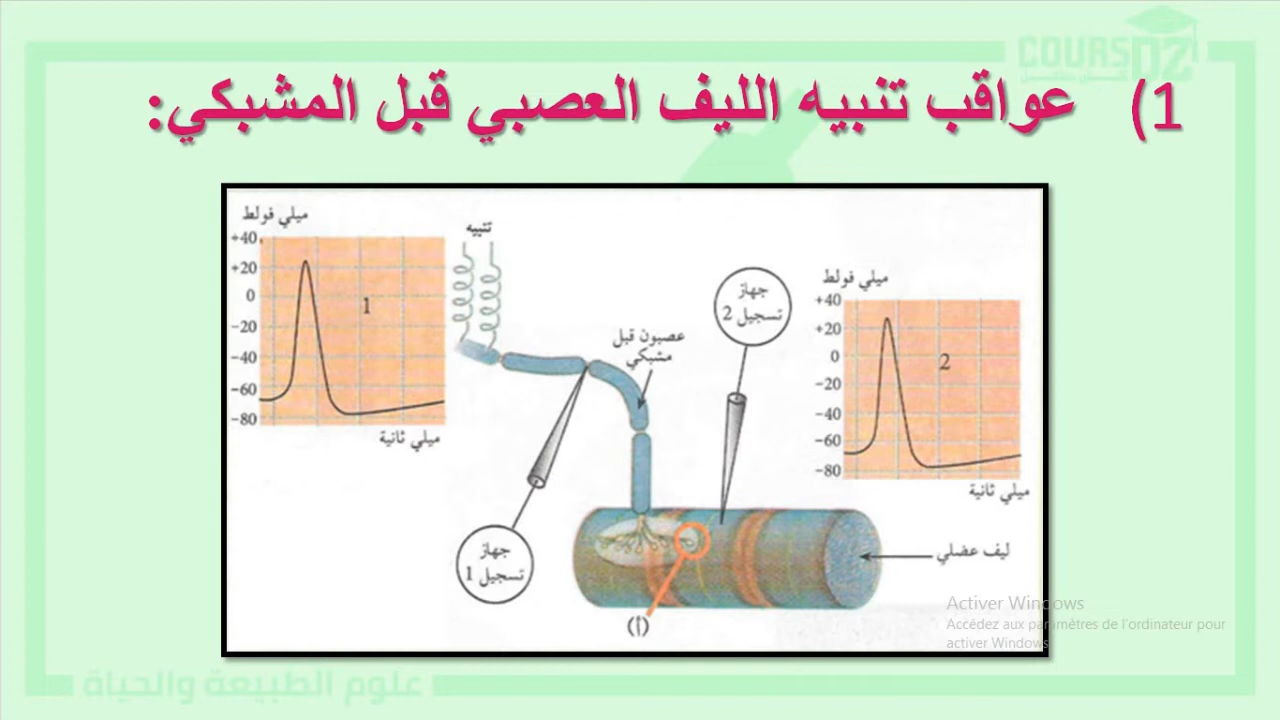 COURSDZ
1) عواقب تنبيه الليف العصبي قبل المشبكي:
ميلي فولط
+40
+20
0
−20
−40
−60
−80
1
ميلي ثانية
تنبيه
عصبون قبل
مشبكي
جهاز
تسجيل 2
جهاز
تسجيل 1
(أ)
ميلي فولط
+40
+20
0
−20
−40
−60
−80
2
ميلي ثانية
ليف عضلي
Activer Windows
Accédez aux paramètres de l'ordinateur pour
activer Windows
علوم الطبيعة والحياة